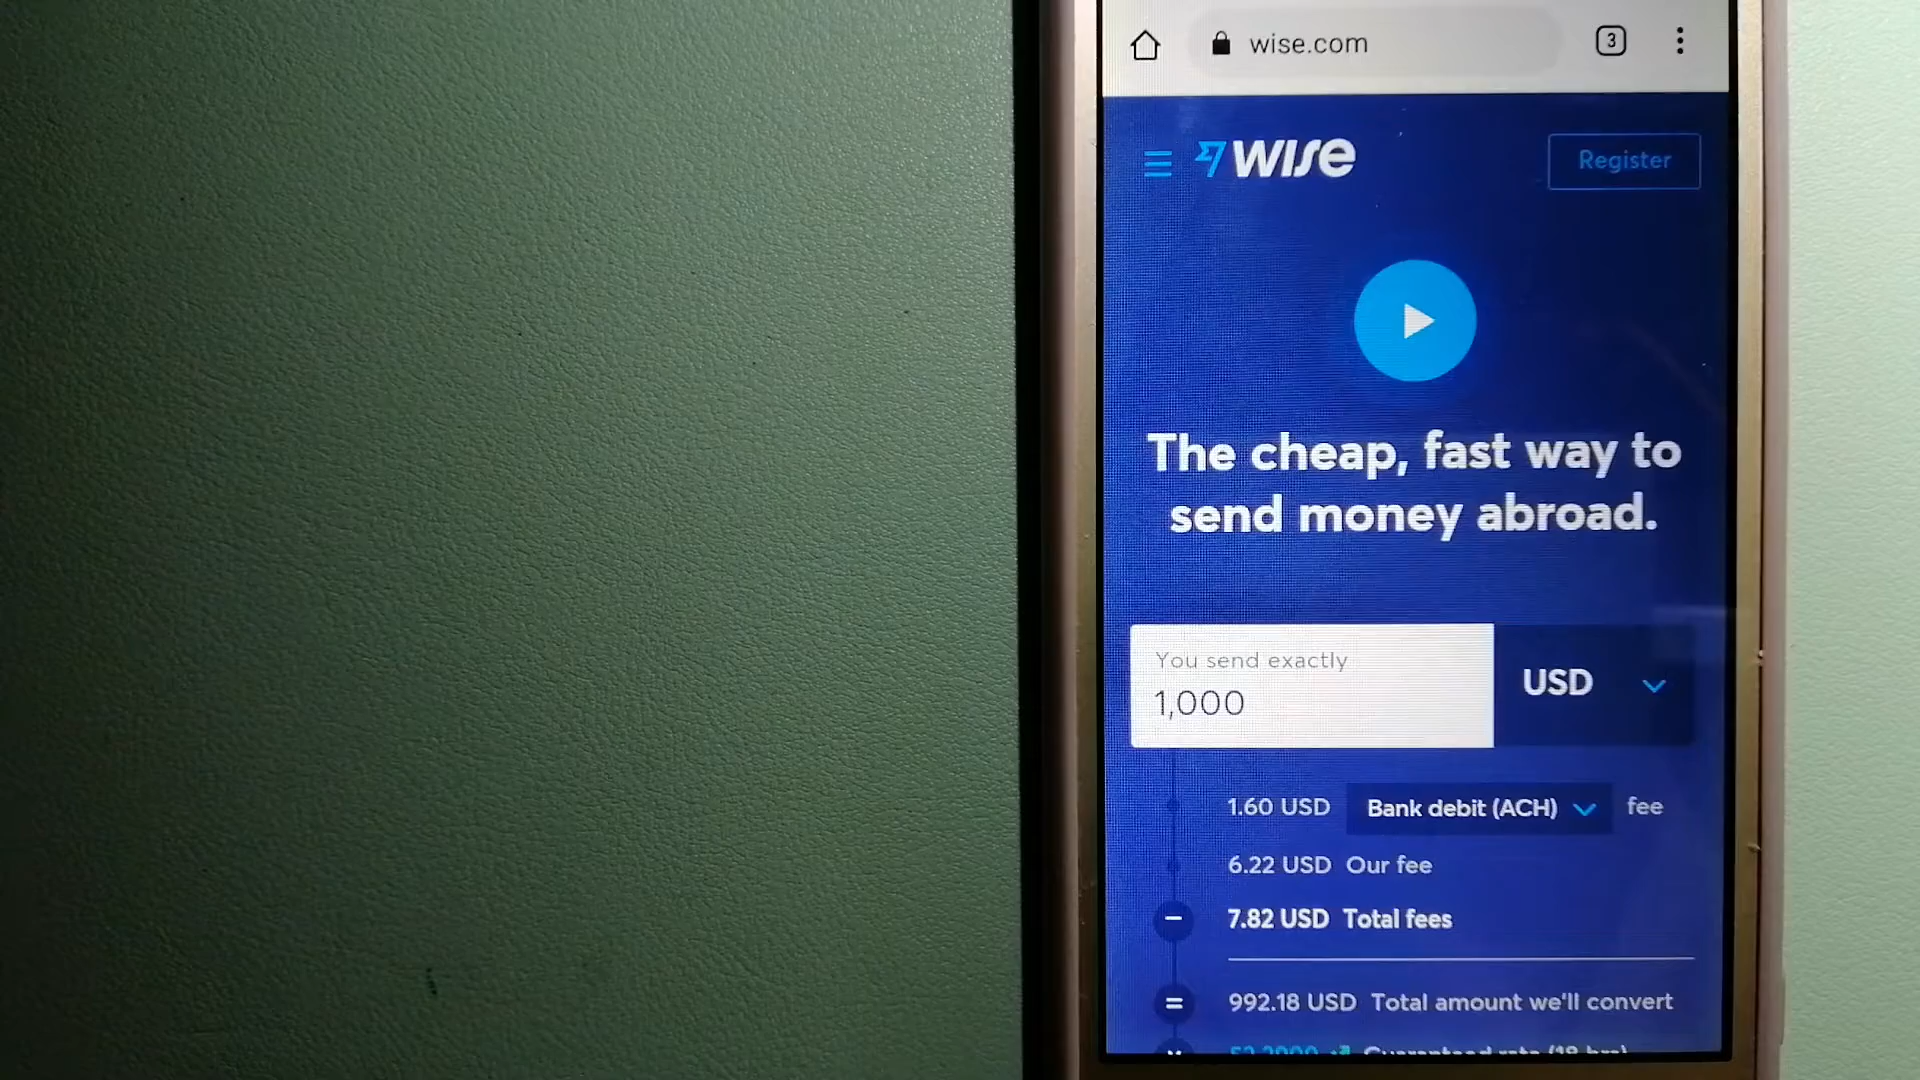 wise.com
3
WISE
Register
The cheap, fast way to
send money abroad.
You send exactly
1,000
USD
1.60 USD Bank debit (ACH) fee
6.22 USD Our fee
7.82 USD Total fees
992.18 USD Total amount we'll convert
Guaranteed rate